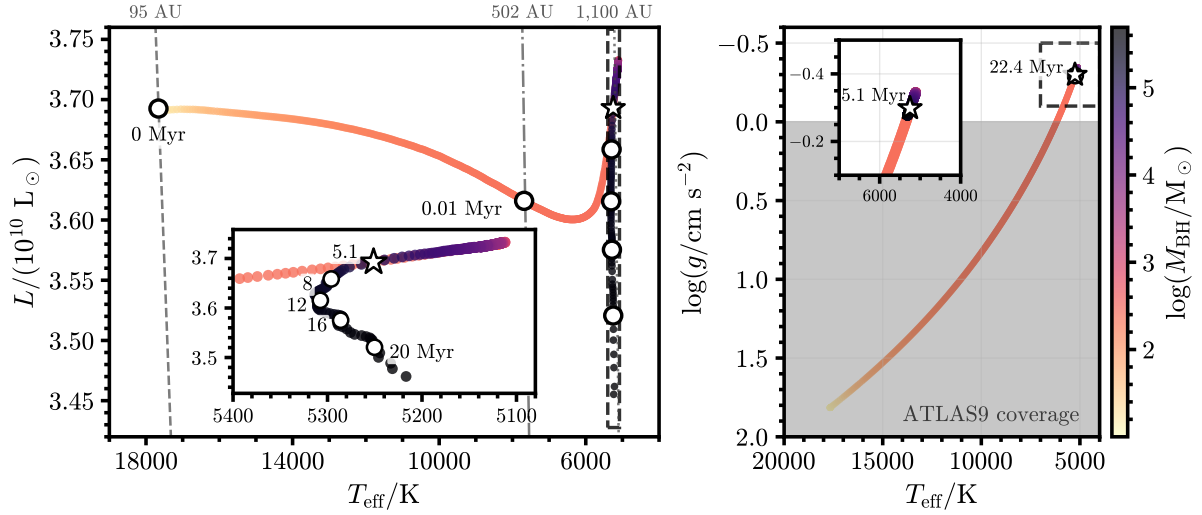 95 AU
502 AU
1,100 AU
3.75
3.70
3.65
3.60
3.55
3.50
3.45
L/(10^10 L_⊙)
0 Myr
0.01 Myr
3.7
3.6
3.5
5.1
8
12
16
20 Myr
5400
5300
5200
5100
18000
14000
10000
6000
T_eff/K
−0.5
0.0
0.5
1.0
1.5
2.0
log(g/cm s^−2)
−0.4
−0.2
5.1 Myr
6000
4000
22.4 Myr
ATLAS9 coverage
20000
15000
10000
5000
T_eff/K
5
4
3
2
log(M_BH/M_⊙)